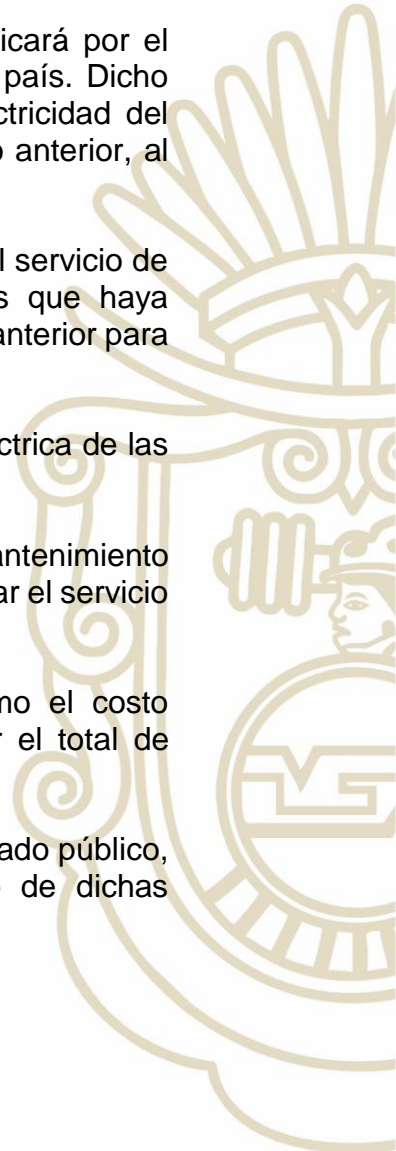 icará por el
país. Dicho
ctricidad del
o anterior, al
l servicio de
s que haya
anterior para
ctrica de las
antenimiento
ar el servicio
mo el costo
r el total de
ado público,
o de dichas